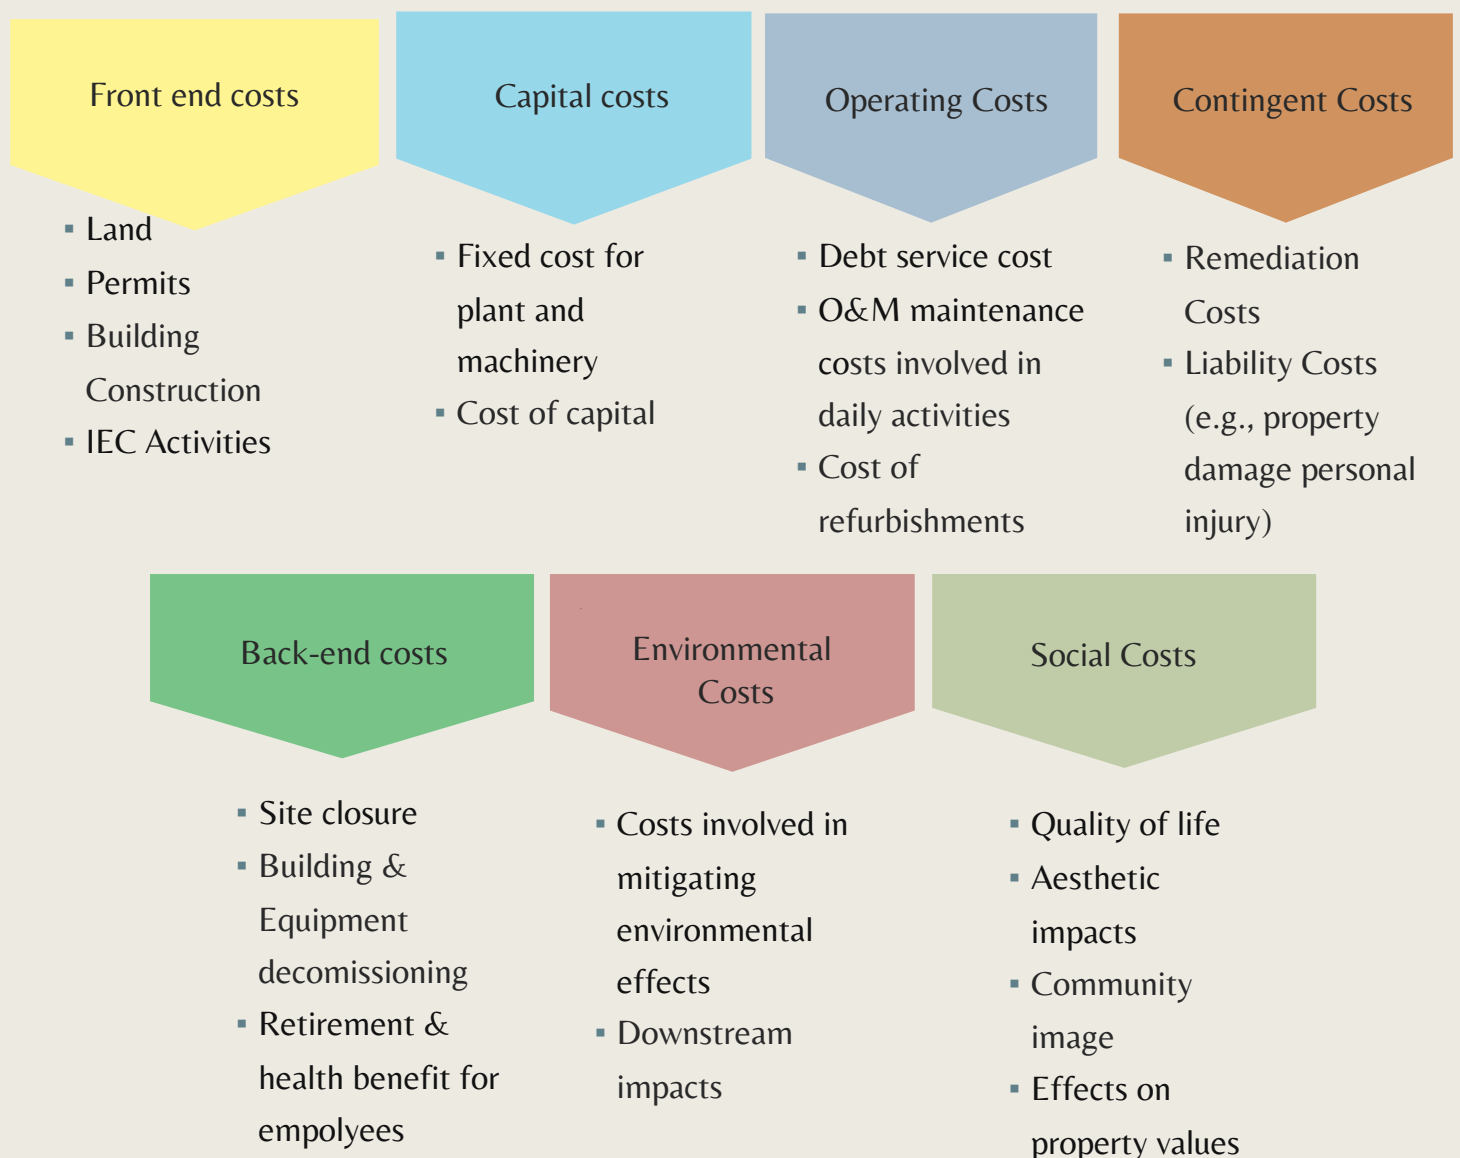 Front end costs
Land
Permits
Building
Construction
IEC Activities
Capital costs
Fixed cost for
plant and
machinery
Cost of capital
Operating Costs
Debt service cost
O&M maintenance
costs involved in
daily activities
Cost of
refurbishments
Contingent Costs
Remediation
Costs
Liability Costs
(e.g., property
damage personal
injury)
Back-end costs
Site closure
Building &
Equipment
decomissioning
Retirement &
health benefit for
empolyees
Environmental
Costs
Costs involved in
mitigating
environmental
effects
Downstream
impacts
Social Costs
Quality of life
Aesthetic
impacts
Community
image
Effects on
property values